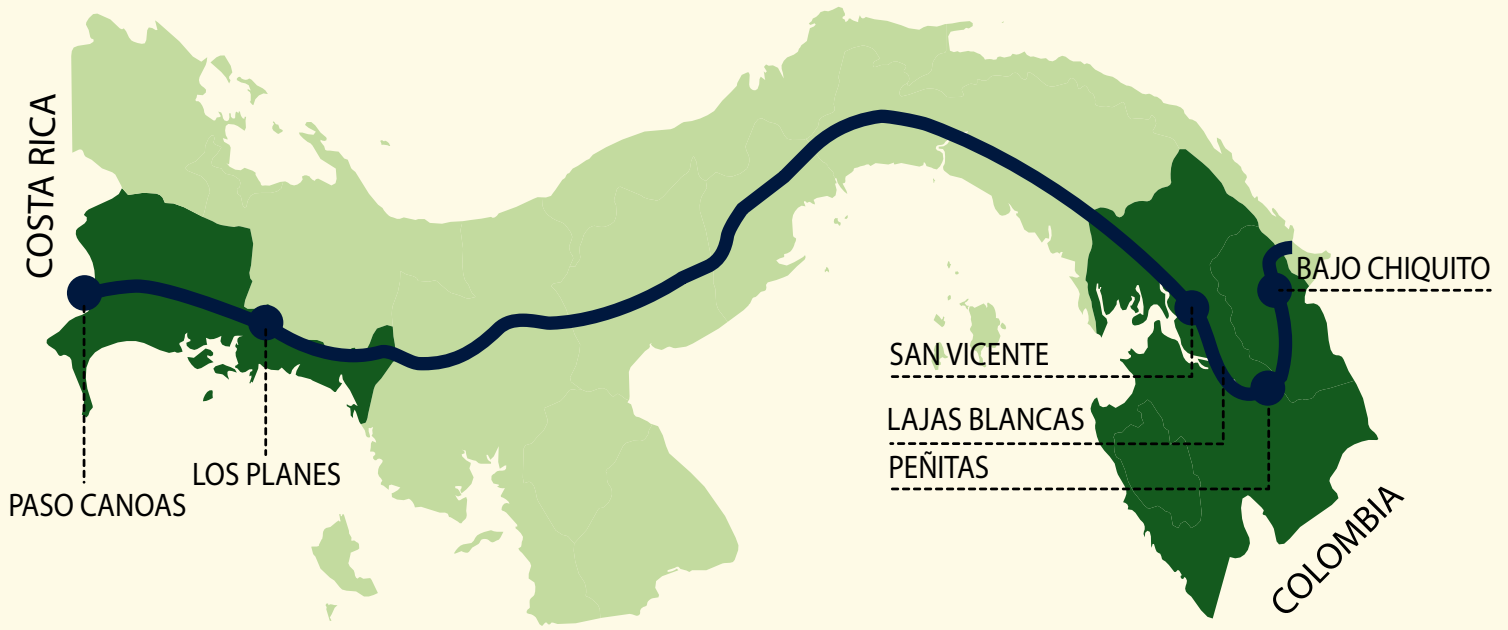 COSTA RICA
BAJO CHIQUITO
SAN VICENTE
LAJAS BLANCAS
PEÑITAS
LOS PLANES
PASO CANOAS
COLOMBIA